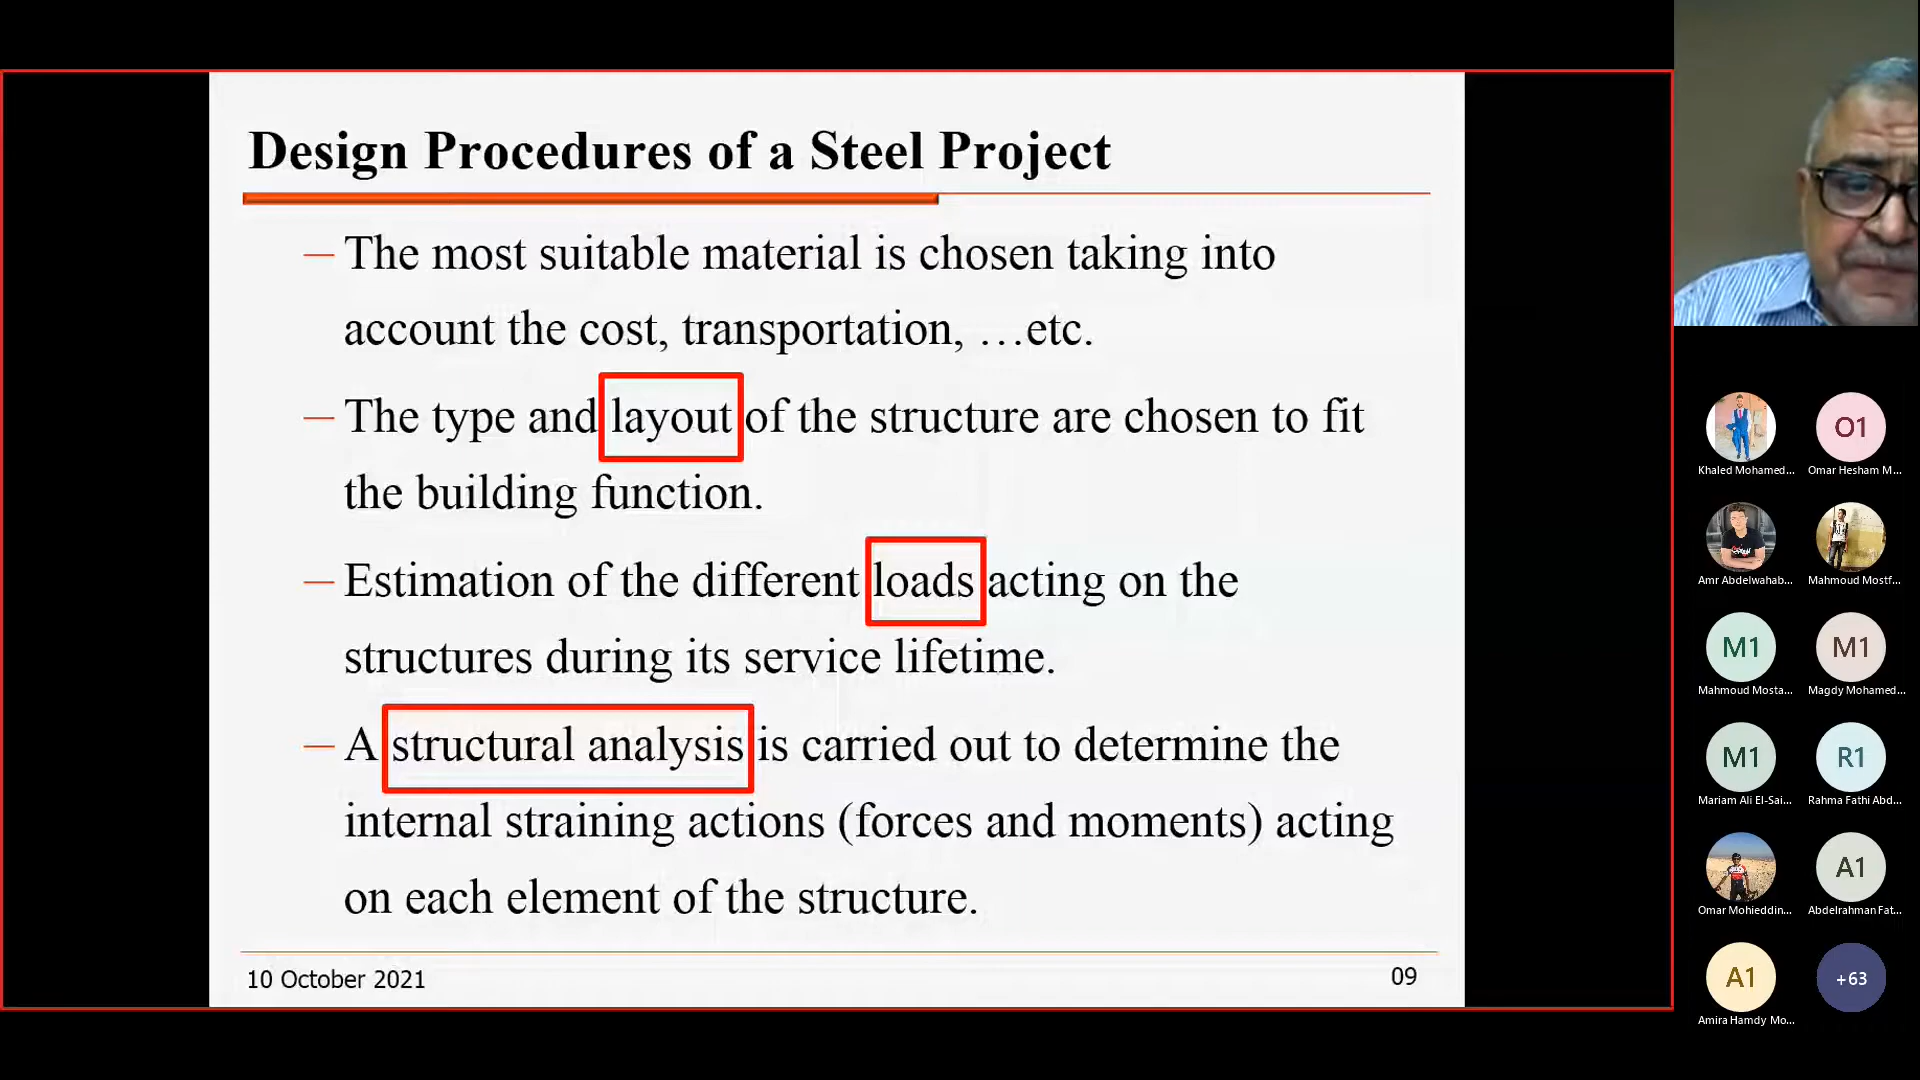 Design Procedures of a Steel Project
— The most suitable material is chosen taking into
account the cost, transportation, …etc.
— The type and layout of the structure are chosen to fit
the building function.
— Estimation of the different loads acting on the
structures during its service lifetime.
— A structural analysis is carried out to determine the
internal straining actions (forces and moments) acting
on each element of the structure.
10 October 2021
09
O1
Khaled Mohamed...
Omar Hesham M...
Amr Abdelwahab...
Mahmoud Mostf...
M1
M1
Mahmoud Mosta...
Magdy Mohamed...
M1
R1
Mariam Ali El-Sai...
Rahma Fathi Abd...
A1
Omar Mohieddin...
Abdelrahman Fat...
A1
+63
Amira Hamdy Mo...